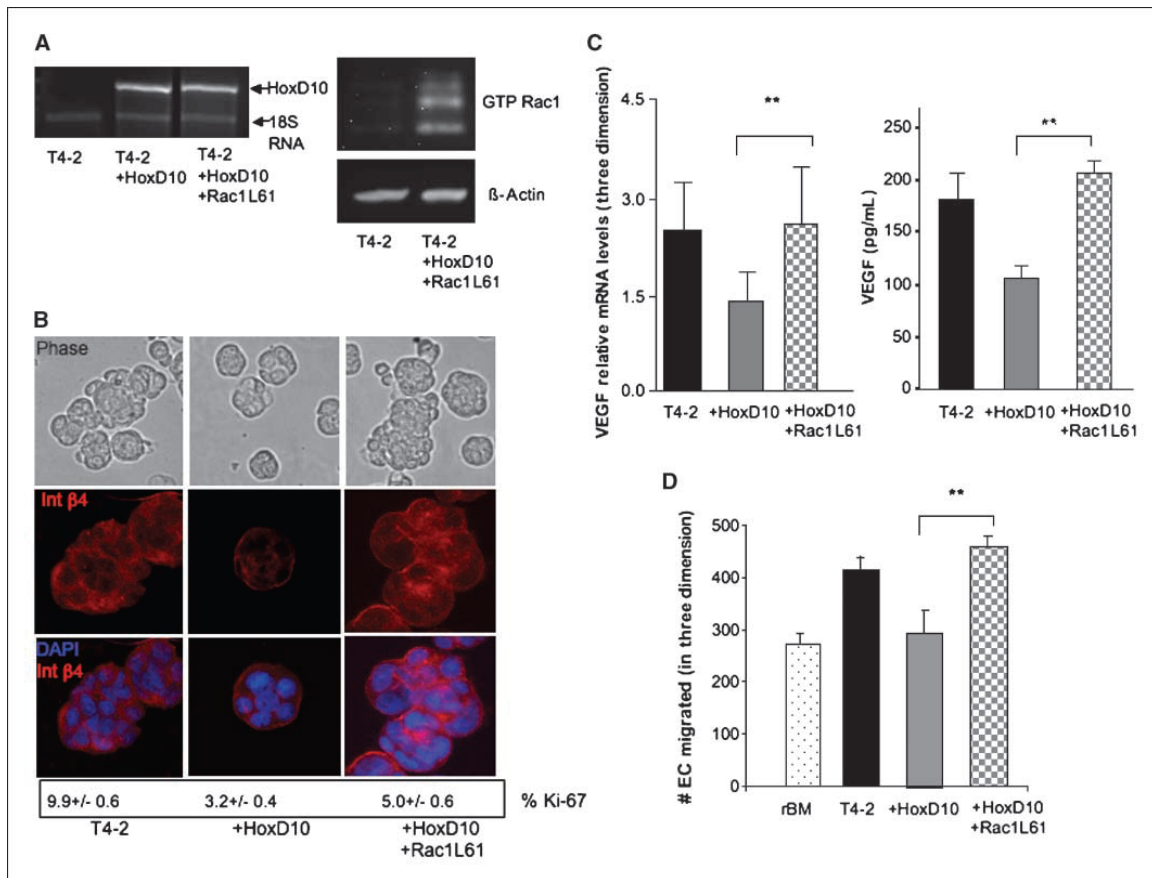 A
HoxD10
18S
RNA
T4-2
T4-2
+HoxD10
T4-2
+HoxD10
+Rac1L61
GTP Rac1
ß-Actin
T4-2
T4-2
+HoxD10
+Rac1L61
B
Phase
Int β4
DAPI
Int β4
9.9+/- 0.6
3.2+/- 0.4
5.0+/- 0.6
% Ki-67
T4-2
+HoxD10
+HoxD10
+Rac1L61
C
VEGF relative mRNA levels (three dimension)
4.5
3.0
1.5
0.0
**
T4-2
+HoxD10
+HoxD10
+Rac1L61
VEGF (pg/mL)
250
200
150
100
50
0
**
T4-2
+HoxD10
+HoxD10
+Rac1L61
D
# EC migrated (in three dimension)
500
400
300
200
100
0
**
rBM
T4-2
+HoxD10
+HoxD10
+Rac1L61